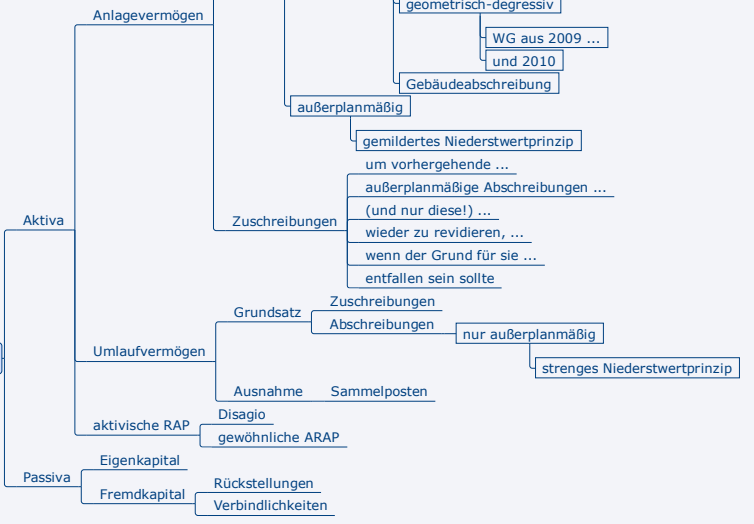 geometrisch-degressiv
Anlagevermögen
WG aus 2009 ...
und 2010
Gebäudeabschreibung
außerplanmäßig
gemildertes Niederstwertprinzip
um vorhergehende ...
außerplanmäßige Abschreibungen ...
(und nur diese!) ...
Aktiva
Zuschreibungen
wieder zu revidieren, ...
wenn der Grund für sie ...
entfallen sein sollte
Zuschreibungen
Grundsatz
Abschreibungen
nur außerplanmäßig
Umlaufvermögen
strenges Niederstwertprinzip
Ausnahme
Sammelposten
Disagio
aktivische RAP
gewöhnliche ARAP
Eigenkapital
Passiva
Rückstellungen
Fremdkapital
Verbindlichkeiten